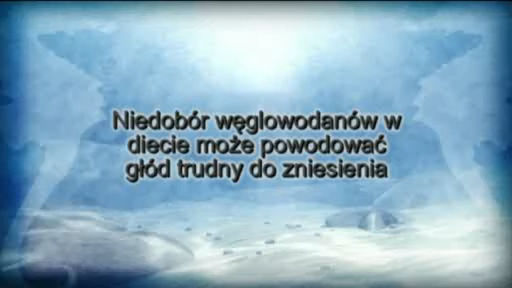 Niedobór węglowodanów w
diecie może powodować
głód trudny do zniesienia